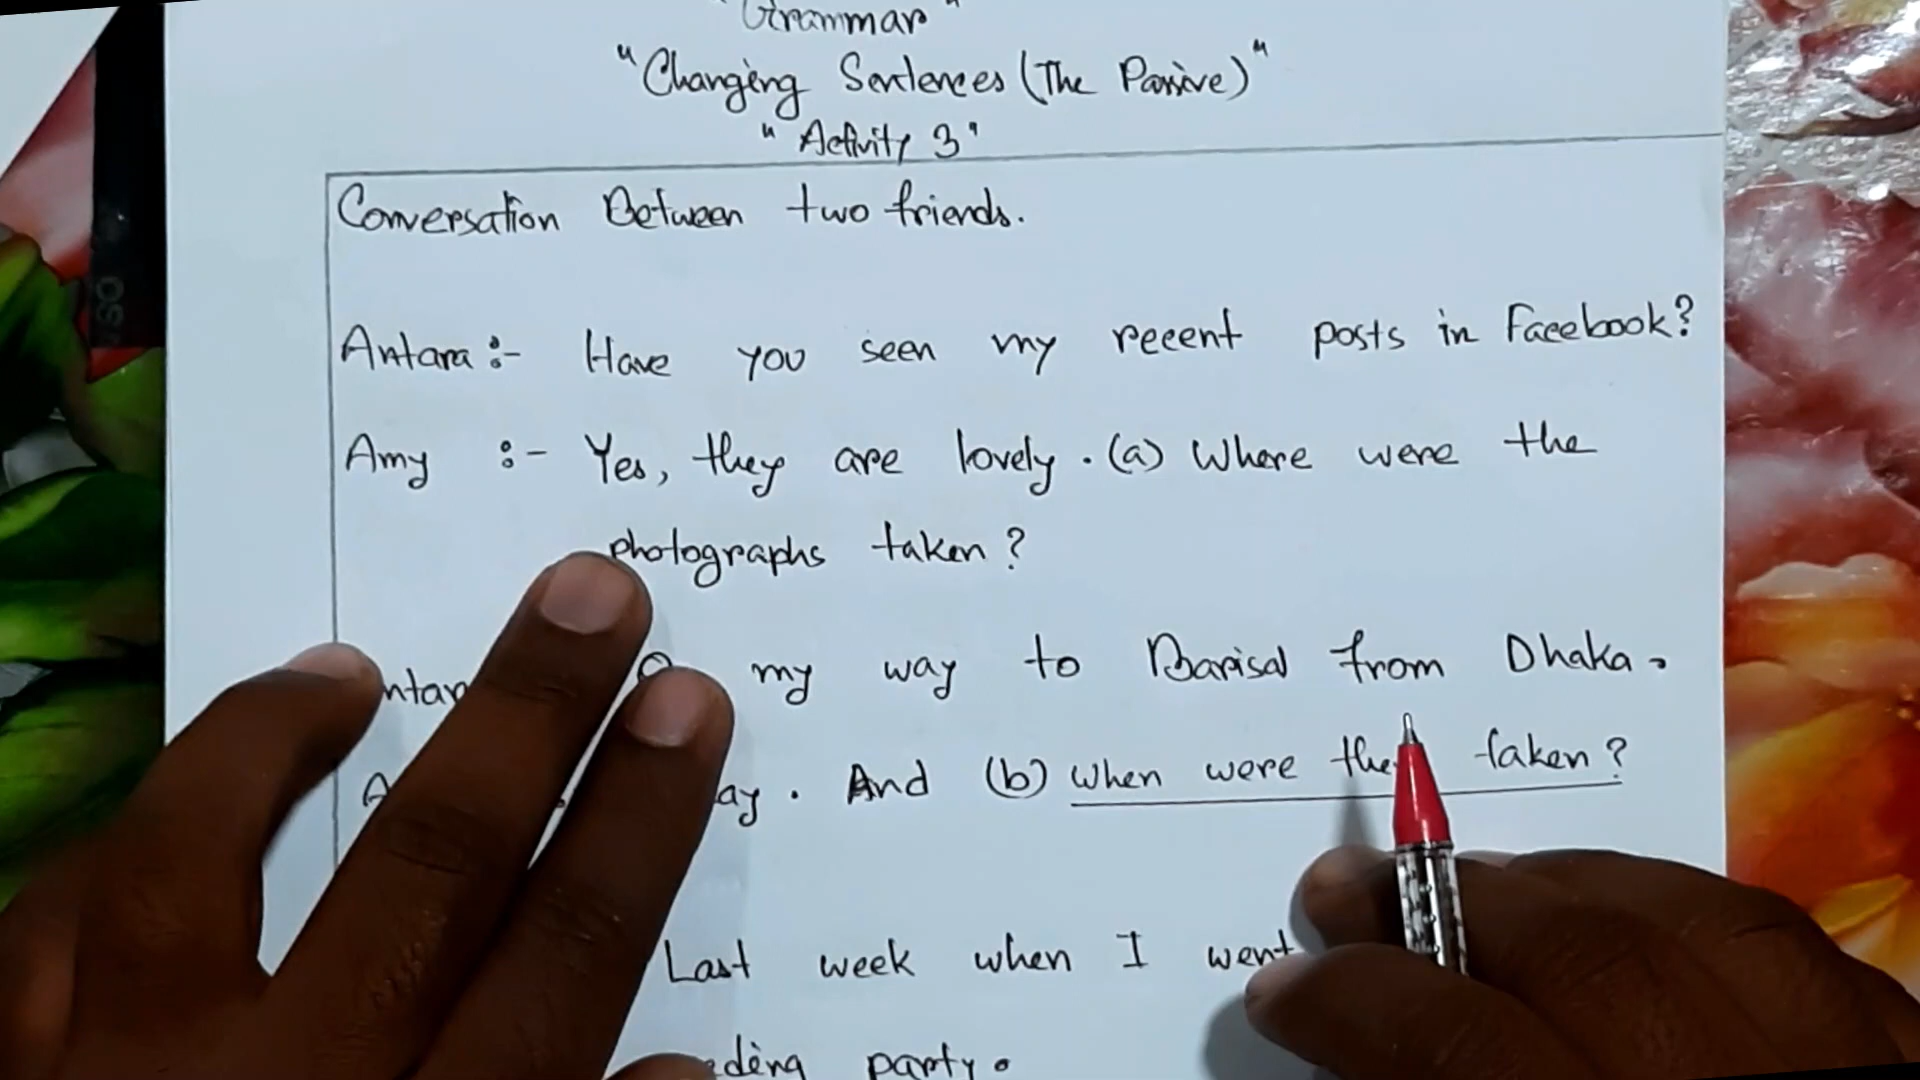 "Grammar"
"Changing Sentences (The Passive)"
"Activity 3"
Conversation Between two friends.
Antara :- Have you seen my recent posts in Facebook?
Amy :- Yes, they are lovely. (a) Where were the
photographs taken?
my way to Barisal from Dhaka.
And (b) When were taken?
Last week when I went
party.